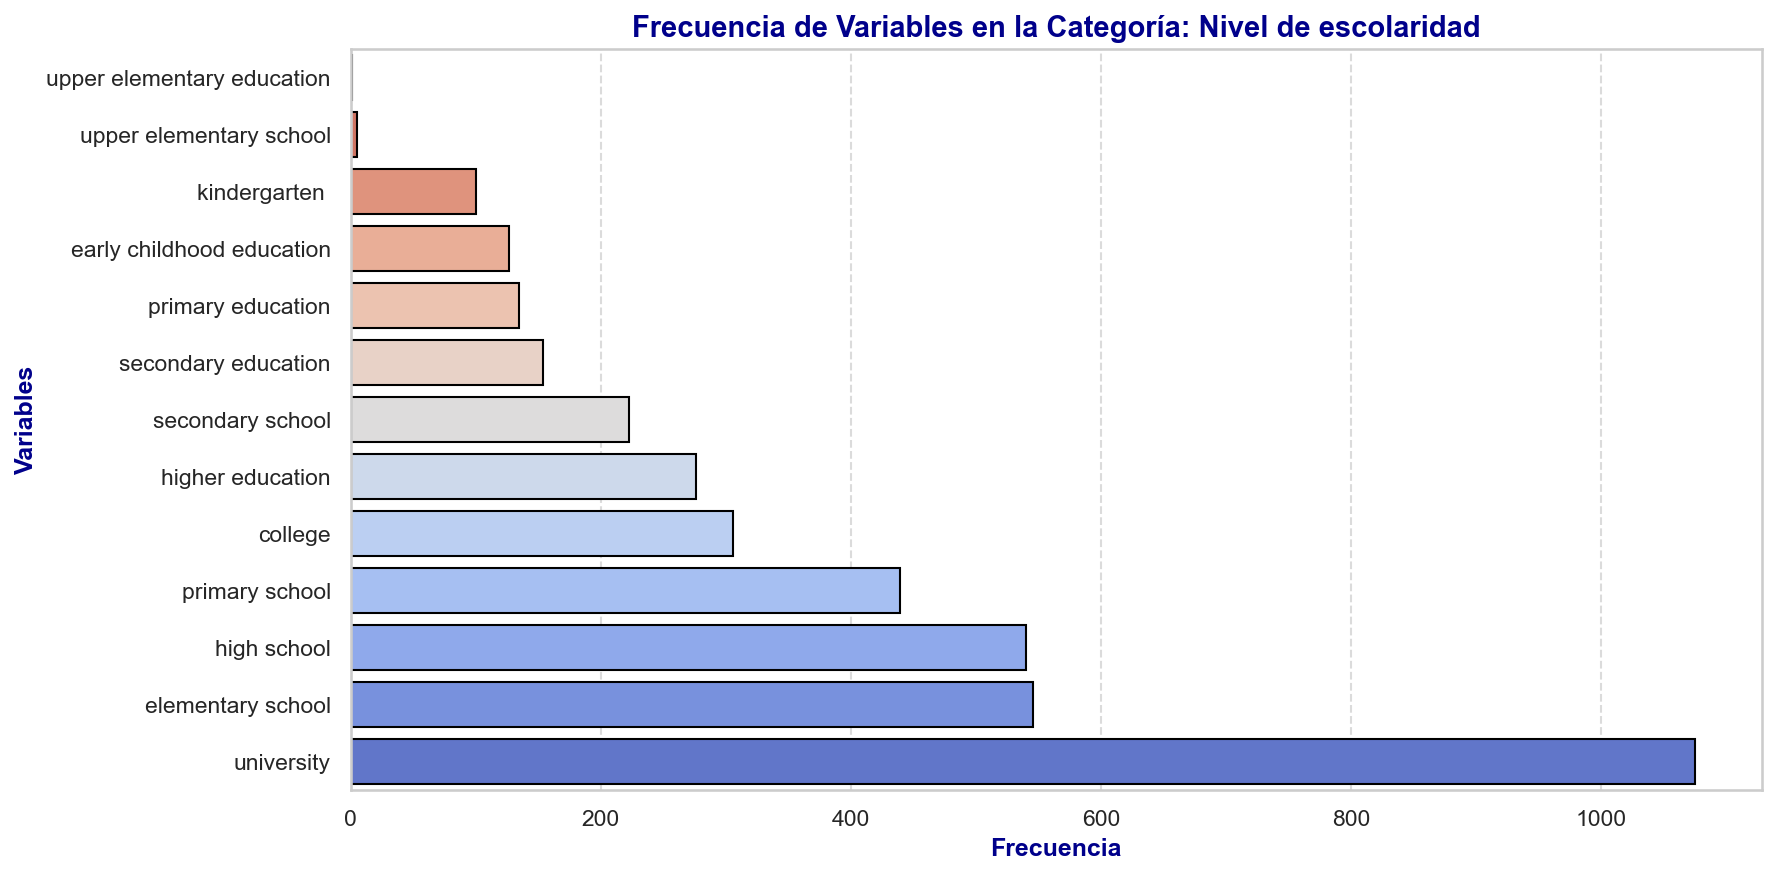 Frecuencia de Variables en la Categoría: Nivel de escolaridad
upper elementary education
upper elementary school
kindergarten
early childhood education
primary education
secondary education
secondary school
higher education
college
primary school
high school
elementary school
university
Variables
0 200 400 600 800 1000
Frecuencia